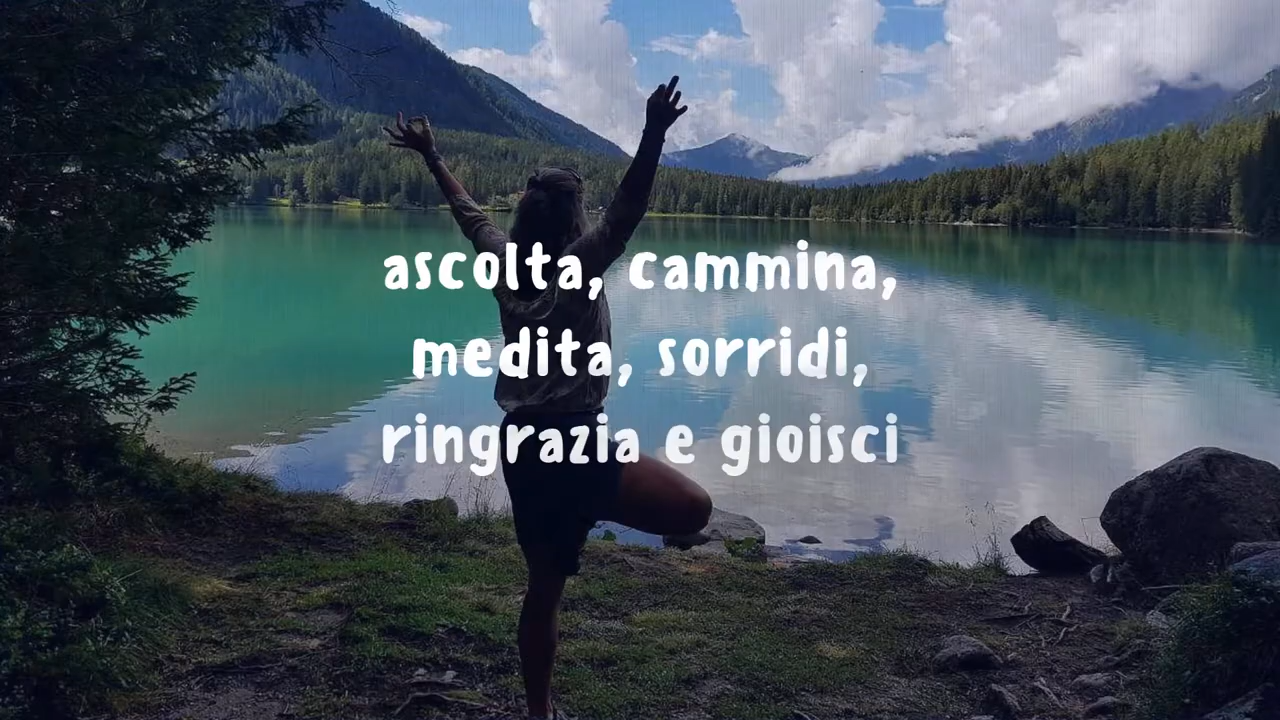 ascolta, cammina,
medita, sorridi,
ringrazia e gioisci